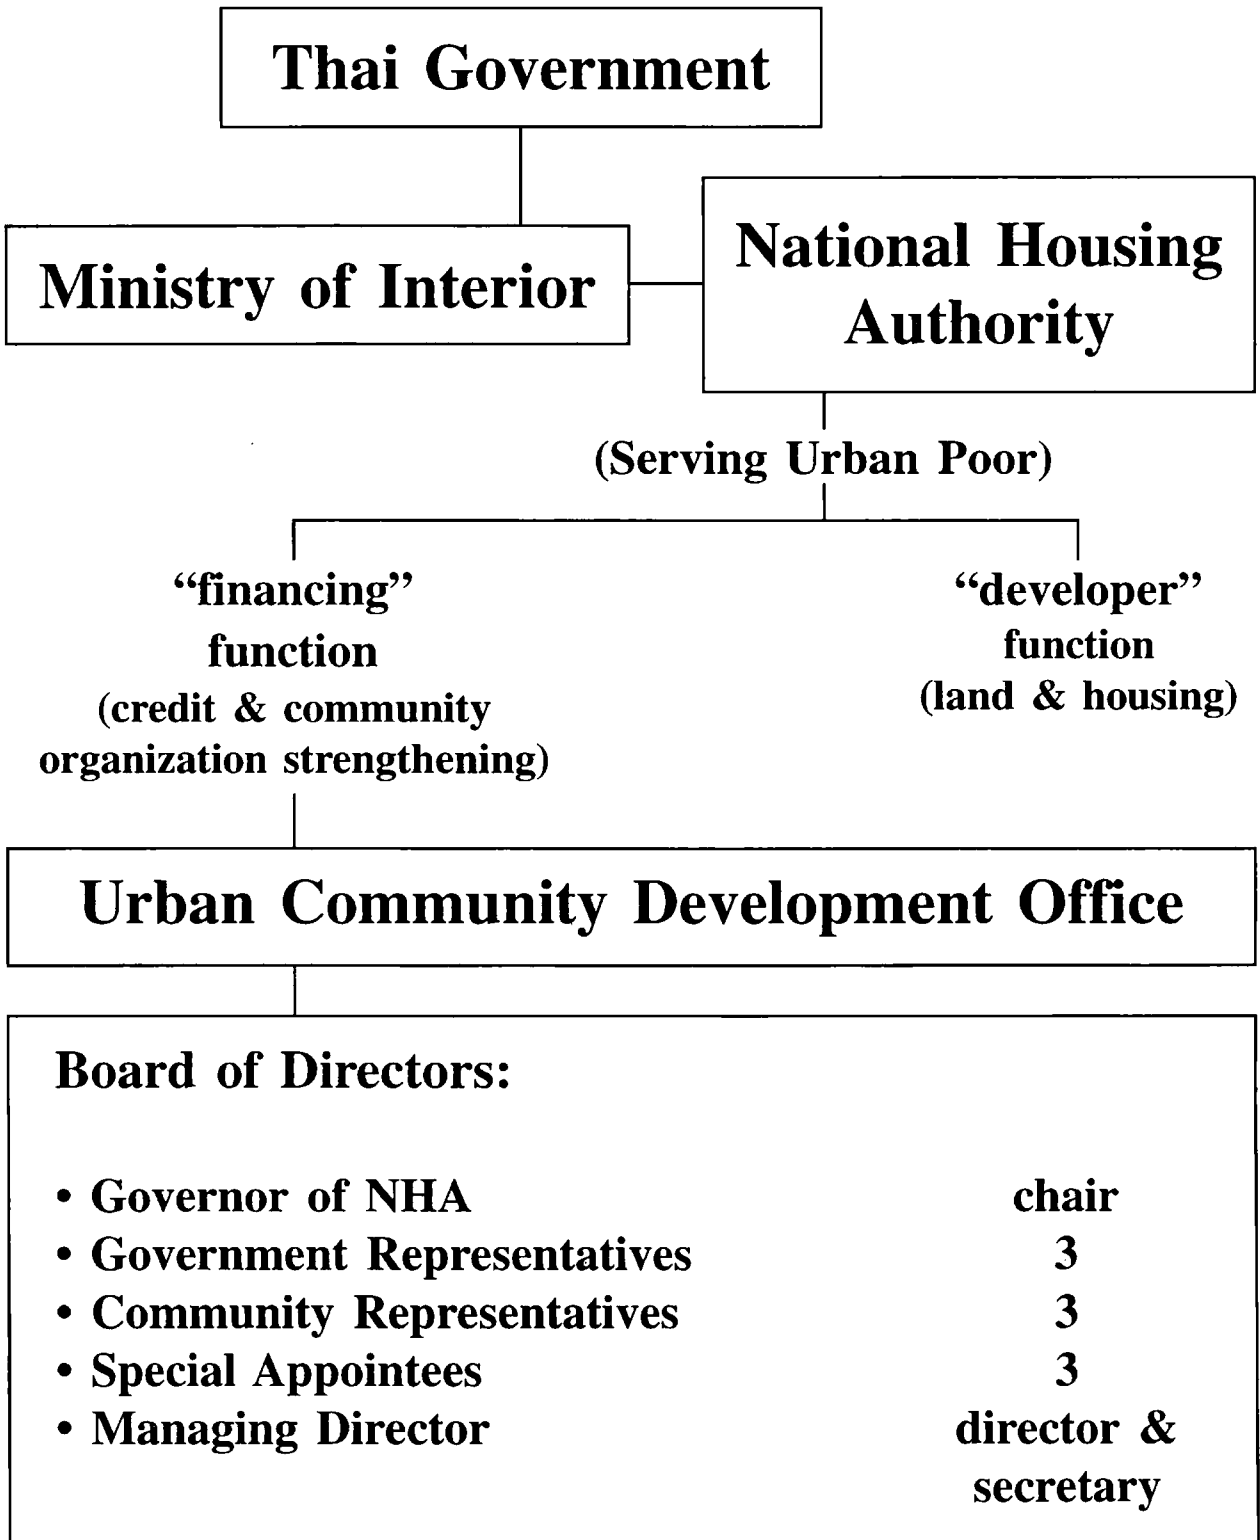 Thai Government
Ministry of Interior
National Housing
Authority
(Serving Urban Poor)
“financing”
function
(credit & community
organization strengthening)
“developer”
function
(land & housing)
Urban Community Development Office
Board of Directors:
• Governor of NHA chair
• Government Representatives 3
• Community Representatives 3
• Special Appointees 3
• Managing Director director &
secretary